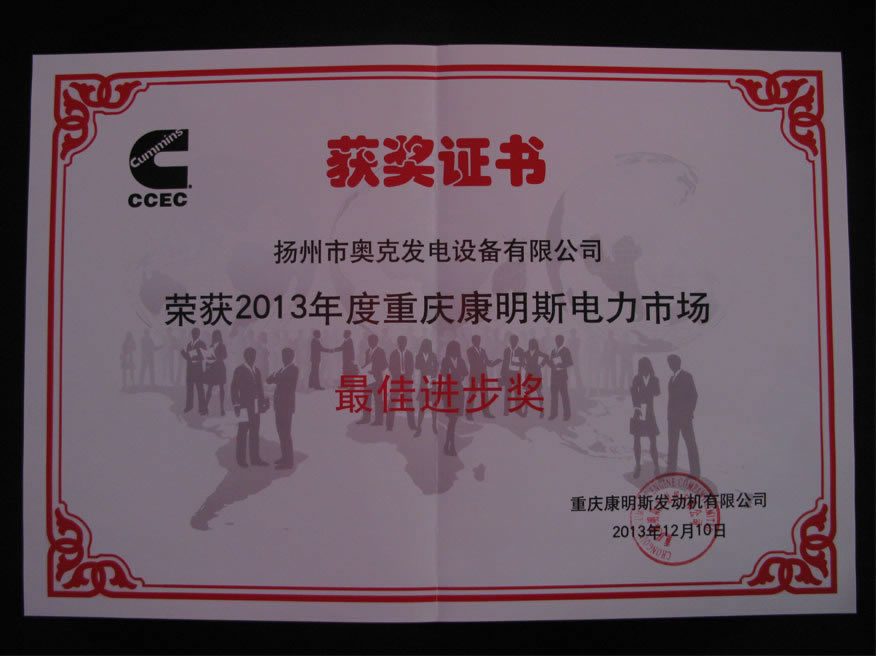 Cummins
CCEC
获奖证书
扬州市奥克发电设备有限公司
荣获2013年度重庆康明斯电力市场
最佳进步奖
重庆康明斯发动机有限公司
2013年12月10日